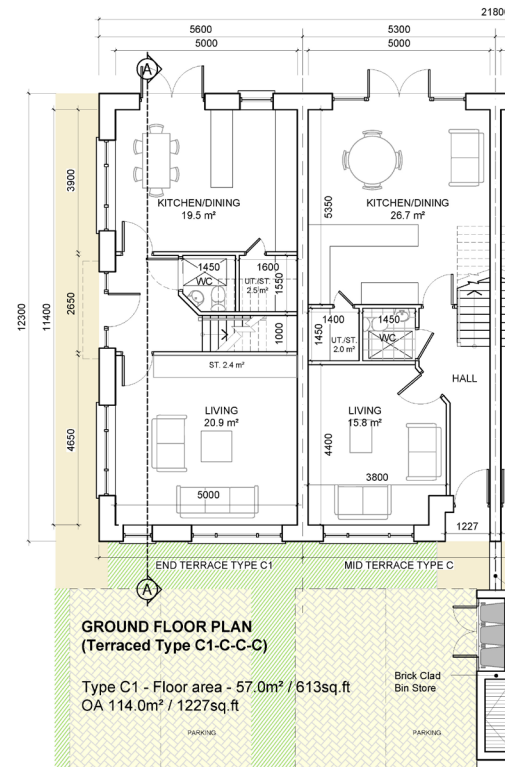 21800
5600
5300
5000
5000
A
3900
KITCHEN/DINING
19.5 m²
KITCHEN/DINING
26.7 m²
5350
1450
WC
1600
UT./ST.
2.5 m²
1550
12300
11400
2650
1000
1400
1450
WC
1450
UT./ST.
2.0 m²
ST. 2.4 m²
HALL
LIVING
20.9 m²
LIVING
15.8 m²
4650
4400
3800
5000
1227
END TERRACE TYPE C1
MID TERRACE TYPE C
A
GROUND FLOOR PLAN
(Terraced Type C1-C-C-C)
Type C1 - Floor area - 57.0m² / 613sq.ft
OA 114.0m² / 1227sq.ft
Brick Clad
Bin Store
PARKING
PARKING